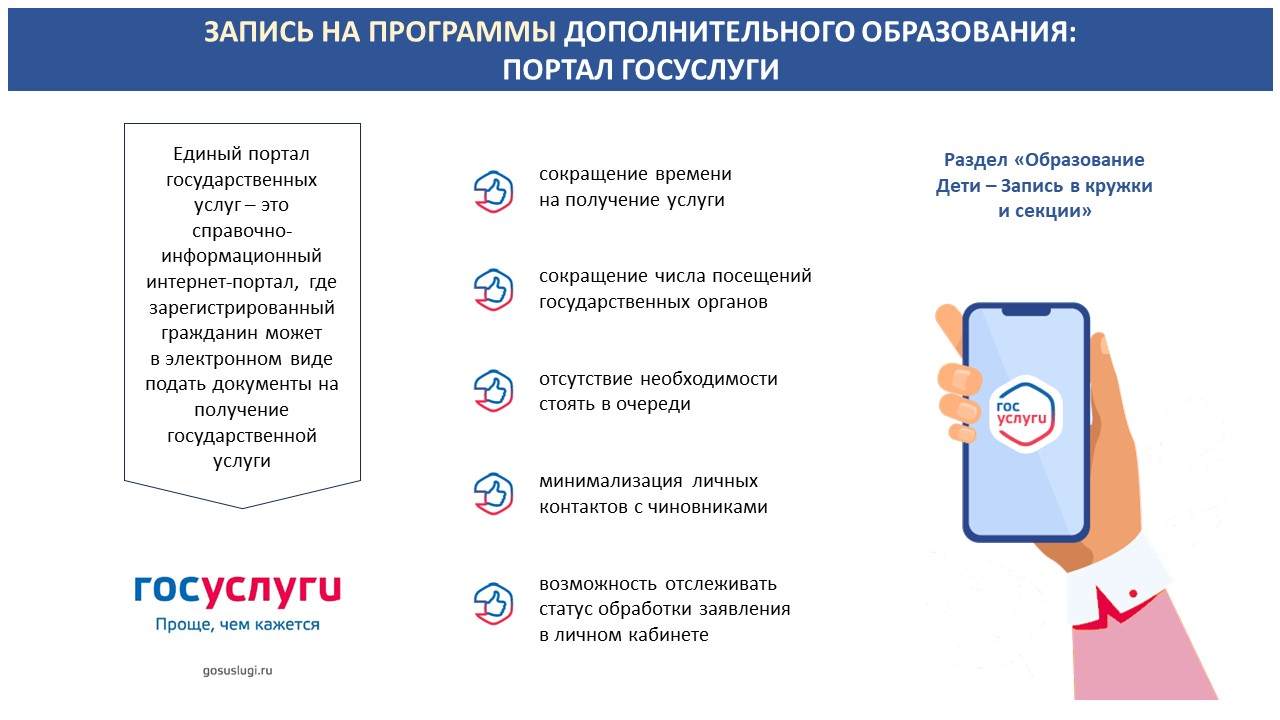 ЗАПИСЬ НА ПРОГРАММЫ ДОПОЛНИТЕЛЬНОГО ОБРАЗОВАНИЯ:
ПОРТАЛ ГОСУСЛУГИ
Единый портал
государственных
услуг – это
справочно-
информационный
интернет-портал, где
зарегистрированный
гражданин может
в электронном виде
подать документы на
получение
государственной
услуги
госуслуги
Проще, чем кажется
gosuslugi.ru
сокращение времени
на получение услуги
сокращение числа посещений
государственных органов
отсутствие необходимости
стоять в очереди
минимализация личных
контактов с чиновниками
возможность отслеживать
статус обработки заявления
в личном кабинете
Раздел «Образование
Дети – Запись в кружки
и секции»
гос
услуги